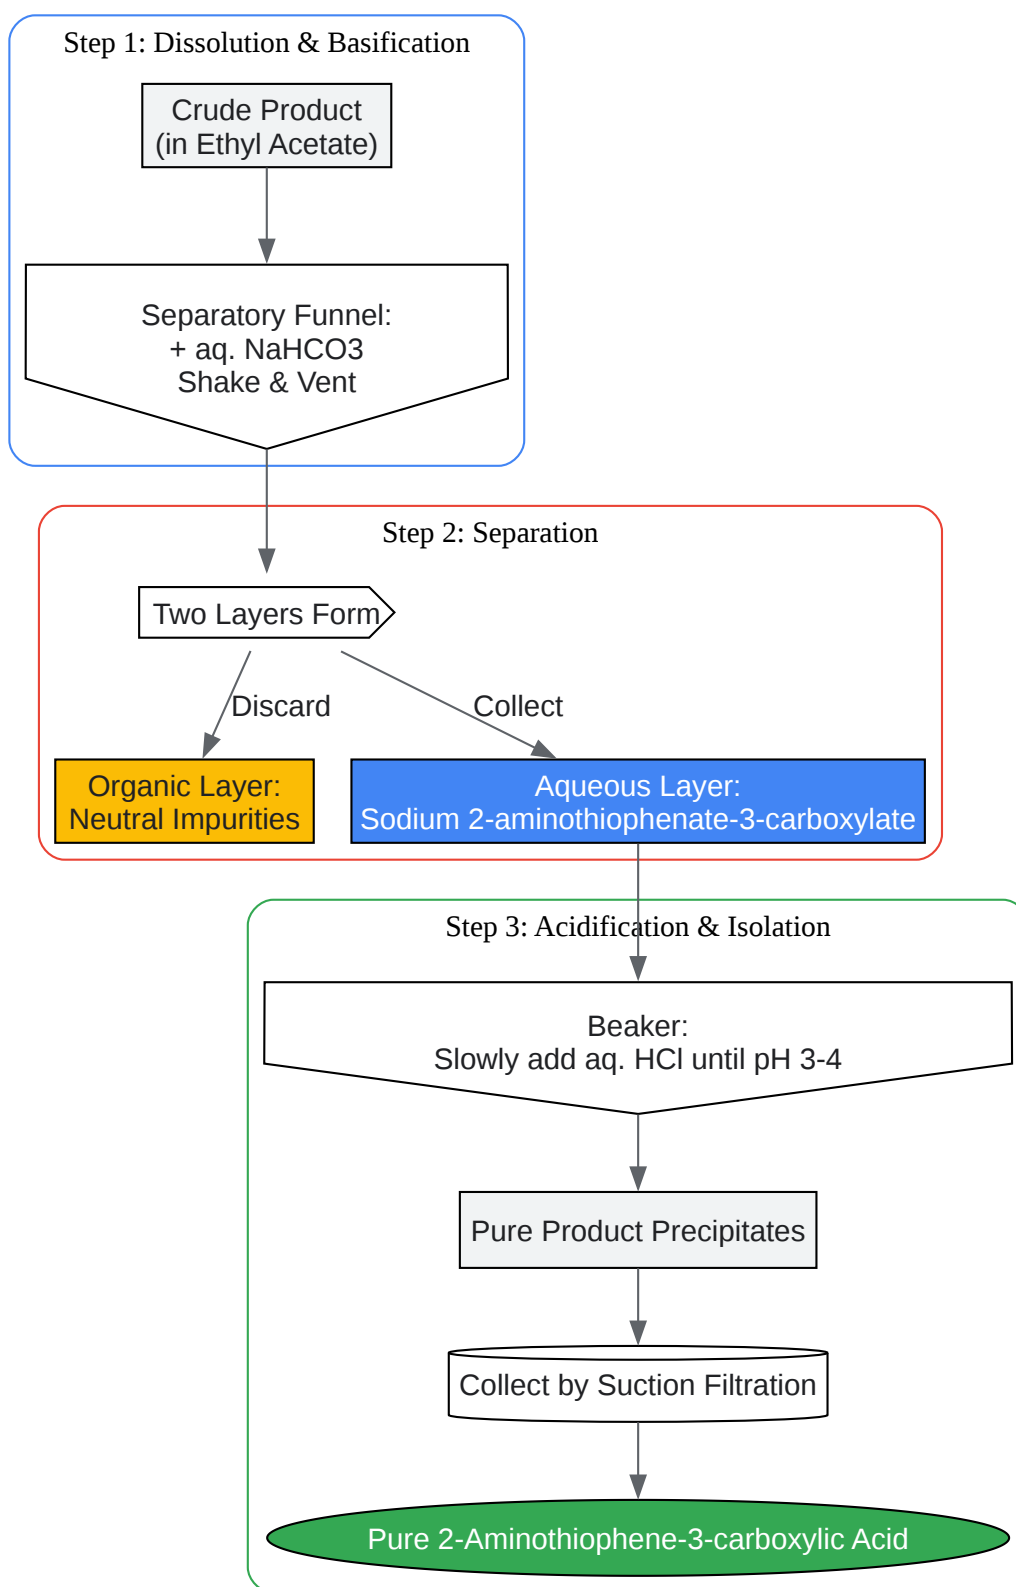 Step 1: Dissolution & Basification
Crude Product
(in Ethyl Acetate)
Separatory Funnel:
+ aq. NaHCO3
Shake & Vent
Step 2: Separation
Two Layers Form
Discard
Collect
Organic Layer:
Neutral Impurities
Aqueous Layer:
Sodium 2-aminothiophenate-3-carboxylate
Step 3: Acidification & Isolation
Beaker:
Slowly add aq. HCl until pH 3-4
Pure Product Precipitates
Collect by Suction Filtration
Pure 2-Aminothiophene-3-carboxylic Acid